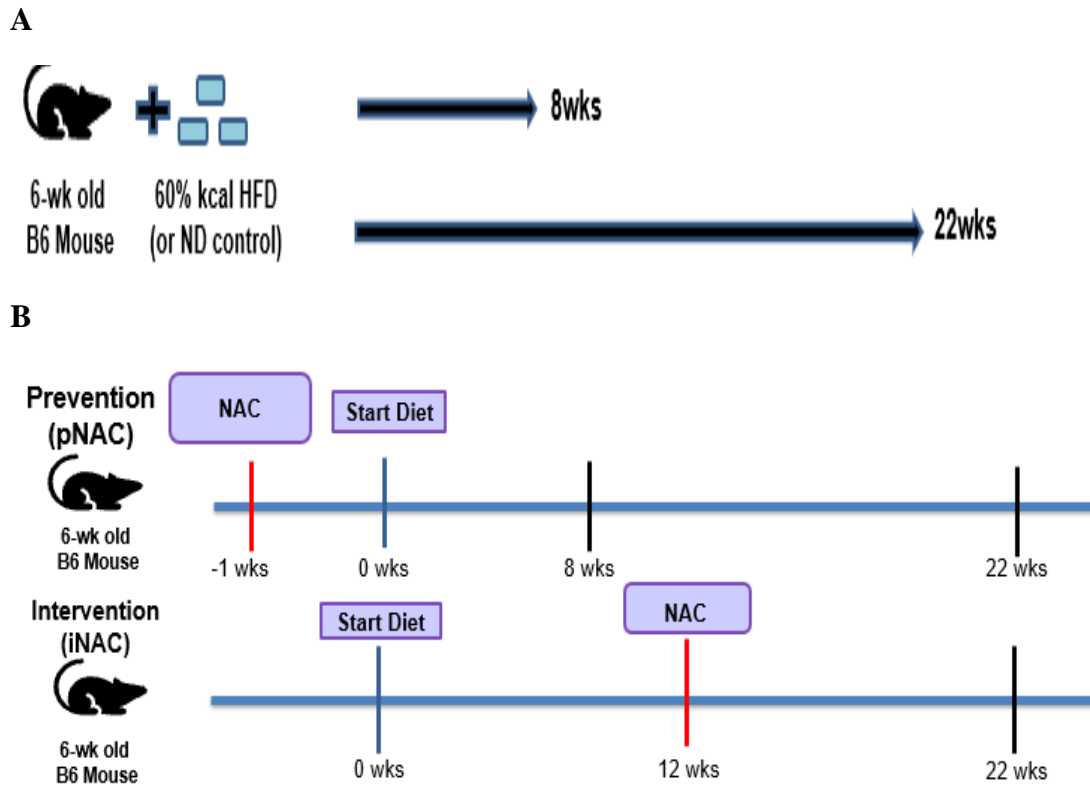 A
8wks
6-wk old
B6 Mouse
60% kcal HFD
(or ND control)
22wks
B
Prevention
(pNAC)
NAC
Start Diet
6-wk old
B6 Mouse
-1 wks
0 wks
8 wks
22 wks
Intervention
(iNAC)
Start Diet
NAC
6-wk old
B6 Mouse
0 wks
12 wks
22 wks